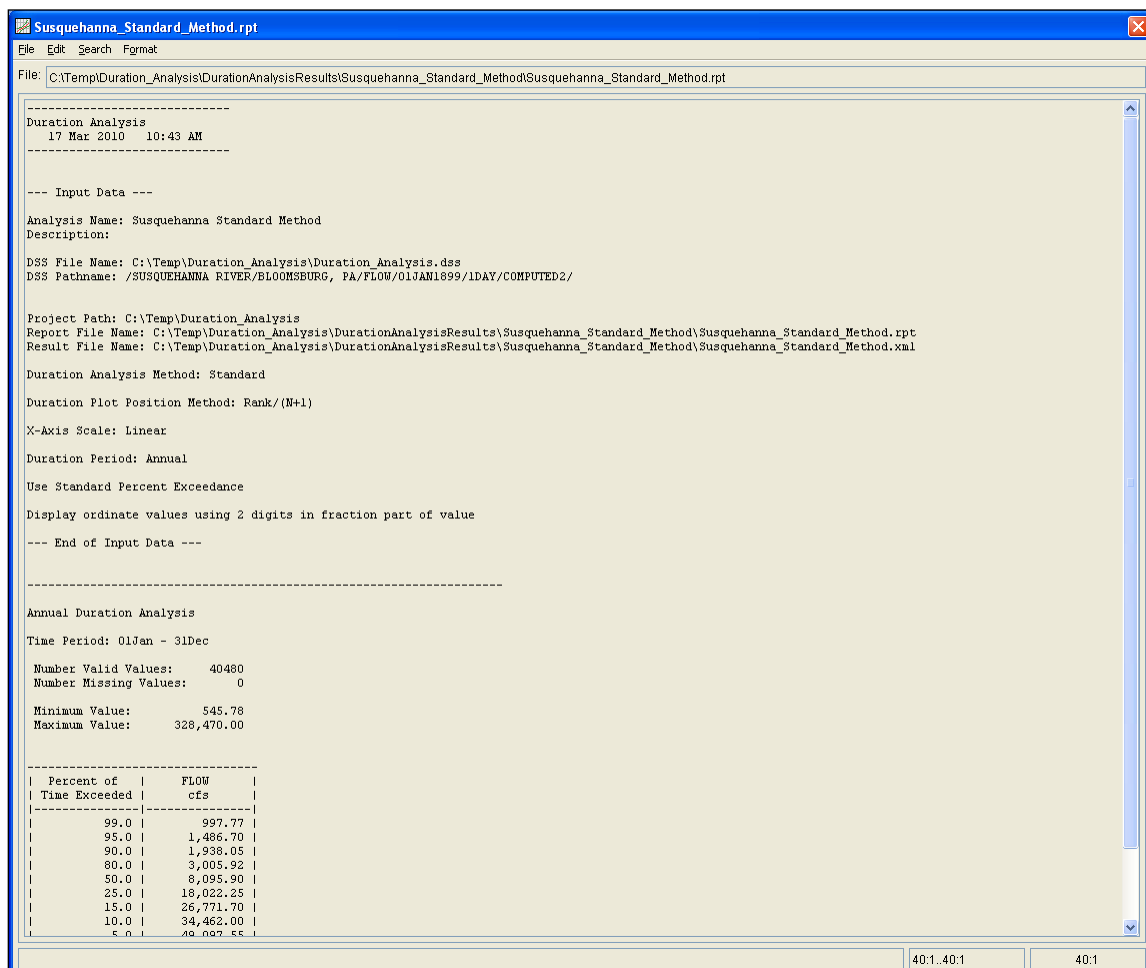 Susquehanna_Standard_Method.rpt
File Edit Search Format
File: C:\Temp\Duration_Analysis\DurationAnalysisResults\Susquehanna_Standard_Method\Susquehanna_Standard_Method.rpt
-----------------------------
Duration Analysis
17 Mar 2010 10:43 AM
-----------------------------
--- Input Data ---
Analysis Name: Susquehanna Standard Method
Description:
DSS File Name: C:\Temp\Duration_Analysis\Duration_Analysis.dss
DSS Pathname: /SUSQUEHANNA RIVER/BLOOMSBURG, PA/FLOW/01JAN1899/1DAY/COMPUTED2/
Project Path: C:\Temp\Duration_Analysis
Report File Name: C:\Temp\Duration_Analysis\DurationAnalysisResults\Susquehanna_Standard_Method\Susquehanna_Standard_Method.rpt
Result File Name: C:\Temp\Duration_Analysis\DurationAnalysisResults\Susquehanna_Standard_Method\Susquehanna_Standard_Method.xml
Duration Analysis Method: Standard
Duration Plot Position Method: Rank/(N+1)
X-Axis Scale: Linear
Duration Period: Annual
Use Standard Percent Exceedance
Display ordinate values using 2 digits in fraction part of value
--- End of Input Data ---
--------------------------------------------------------------------
Annual Duration Analysis
Time Period: 01Jan - 31Dec
Number Valid Values: 40480
Number Missing Values: 0
Minimum Value: 545.78
Maximum Value: 328,470.00
---------------------------------
| Percent of | FLOW |
| Time Exceeded | cfs |
|---------------|---------------|
| 99.0 | 997.77 |
| 95.0 | 1,486.70 |
| 90.0 | 1,938.05 |
| 80.0 | 3,005.92 |
| 50.0 | 8,095.90 |
| 25.0 | 18,022.25 |
| 15.0 | 26,771.70 |
| 10.0 | 34,462.00 |
| 5.0 | 49,097.55 |
40:1..40:1 40:1